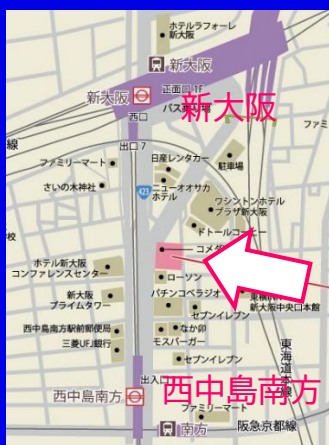 ホテルラフォーレ
新大阪
新大阪
新大阪
正面口 1F
新大阪
西口
出口 7
ファミリーマート
日産レンタカー
駐車場
さいの木神社
ニューオオサカ
ホテル
423
ワシントンホテル
プラザ新大阪
ドトールコーヒー
コメダ
ホテル新大阪
コンファレンスセンター
ローソン
新大阪
プライムタワー
パチンコベラジオ
新大阪中央口本館
セブンイレブン
西中島南方駅前郵便局
なか卯
三菱UFJ銀行
モスバーガー
セブンイレブン
東海道本線
出入口
西中島南方
西中島南方
ファミリーマート
南方
阪急京都線